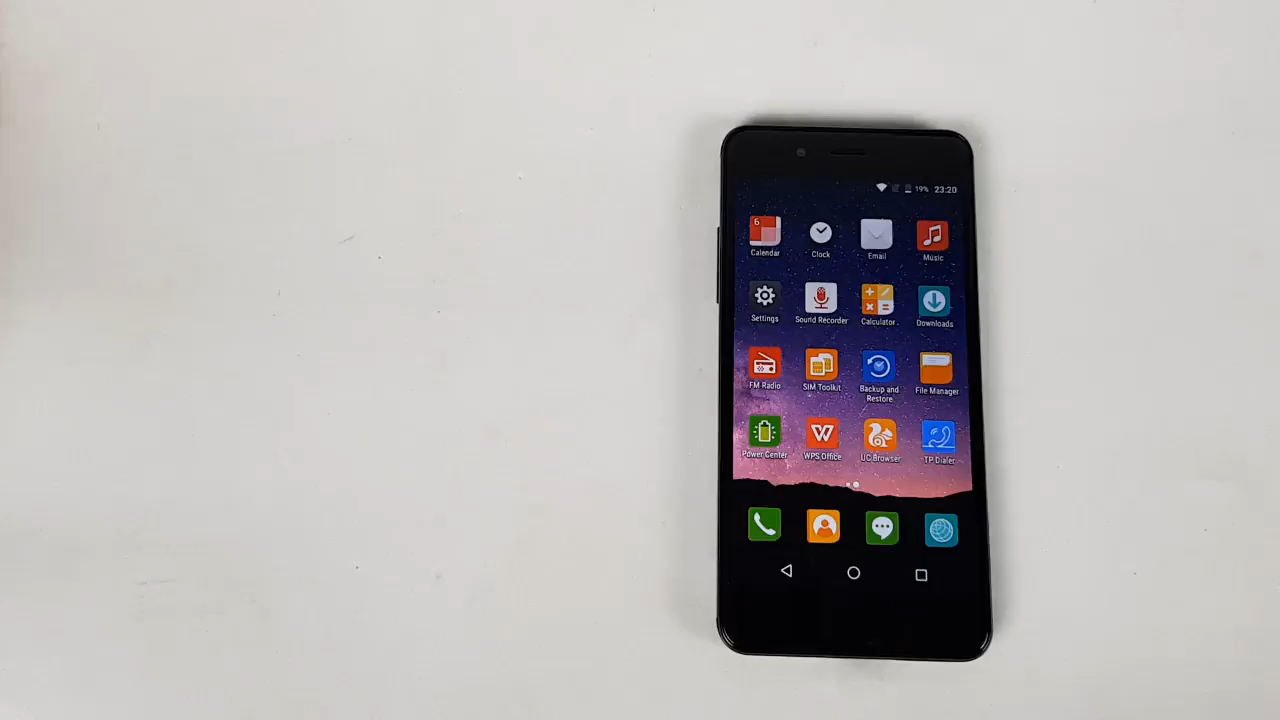 19% 23:20
6
Calendar Clock Email Music
Settings Sound Recorder Calculator Downloads
FM Radio SIM Toolkit Backup and Restore File Manager
Power Center WPS Office UC Browser TP Dialer